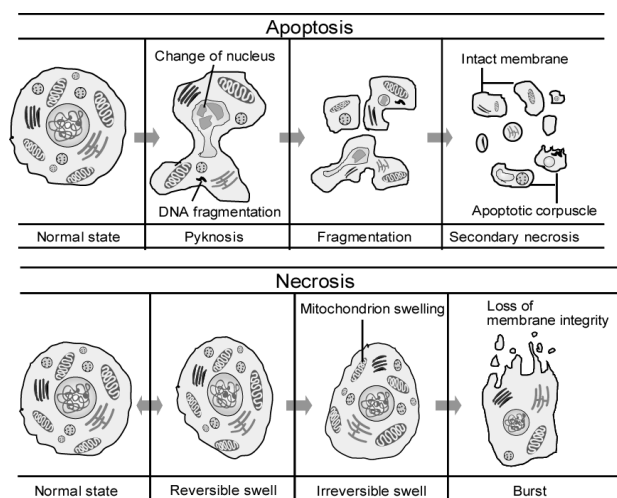 Apoptosis
Change of nucleus
Intact membrane
DNA fragmentation
Apoptotic corpuscle
Normal state
Pyknosis
Fragmentation
Secondary necrosis
Necrosis
Mitochondrion swelling
Loss of
membrane integrity
Normal state
Reversible swell
Irreversible swell
Burst